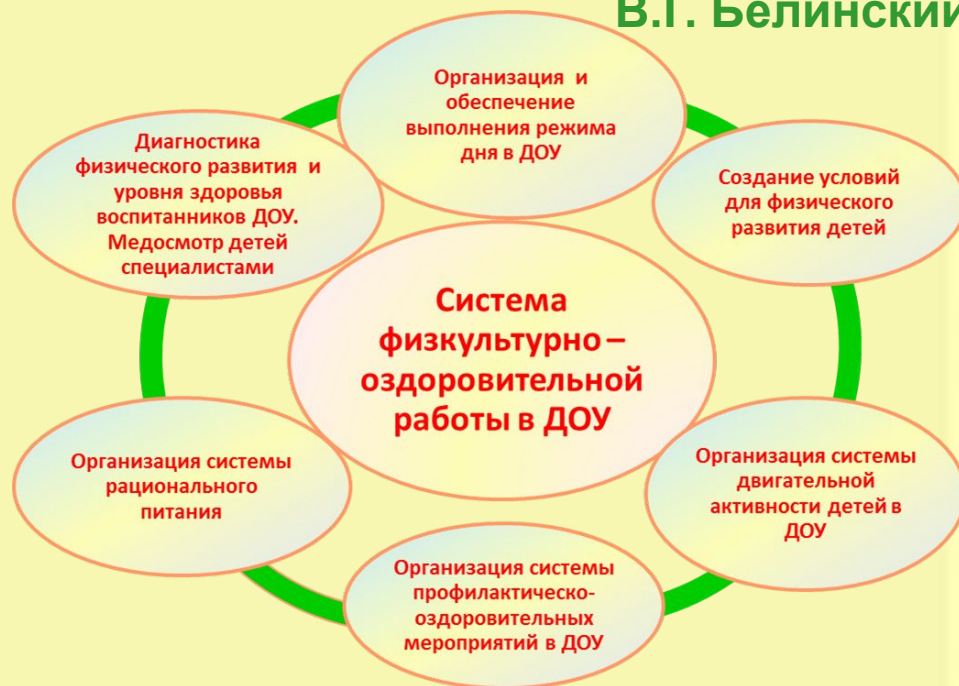 В.Г. Белинский
Организация и
обеспечение
выполнения режима
дня в ДОУ
Диагностика
физического развития и
уровня здоровья
воспитанников ДОУ.
Медосмотр детей
специалистами
Создание условий
для физического
развития детей
Система
физкультурно –
оздоровительной
работы в ДОУ
Организация системы
рационального
питания
Организация системы
двигательной
активности детей в
ДОУ
Организация системы
профилактическо-
оздоровительных
мероприятий в ДОУ